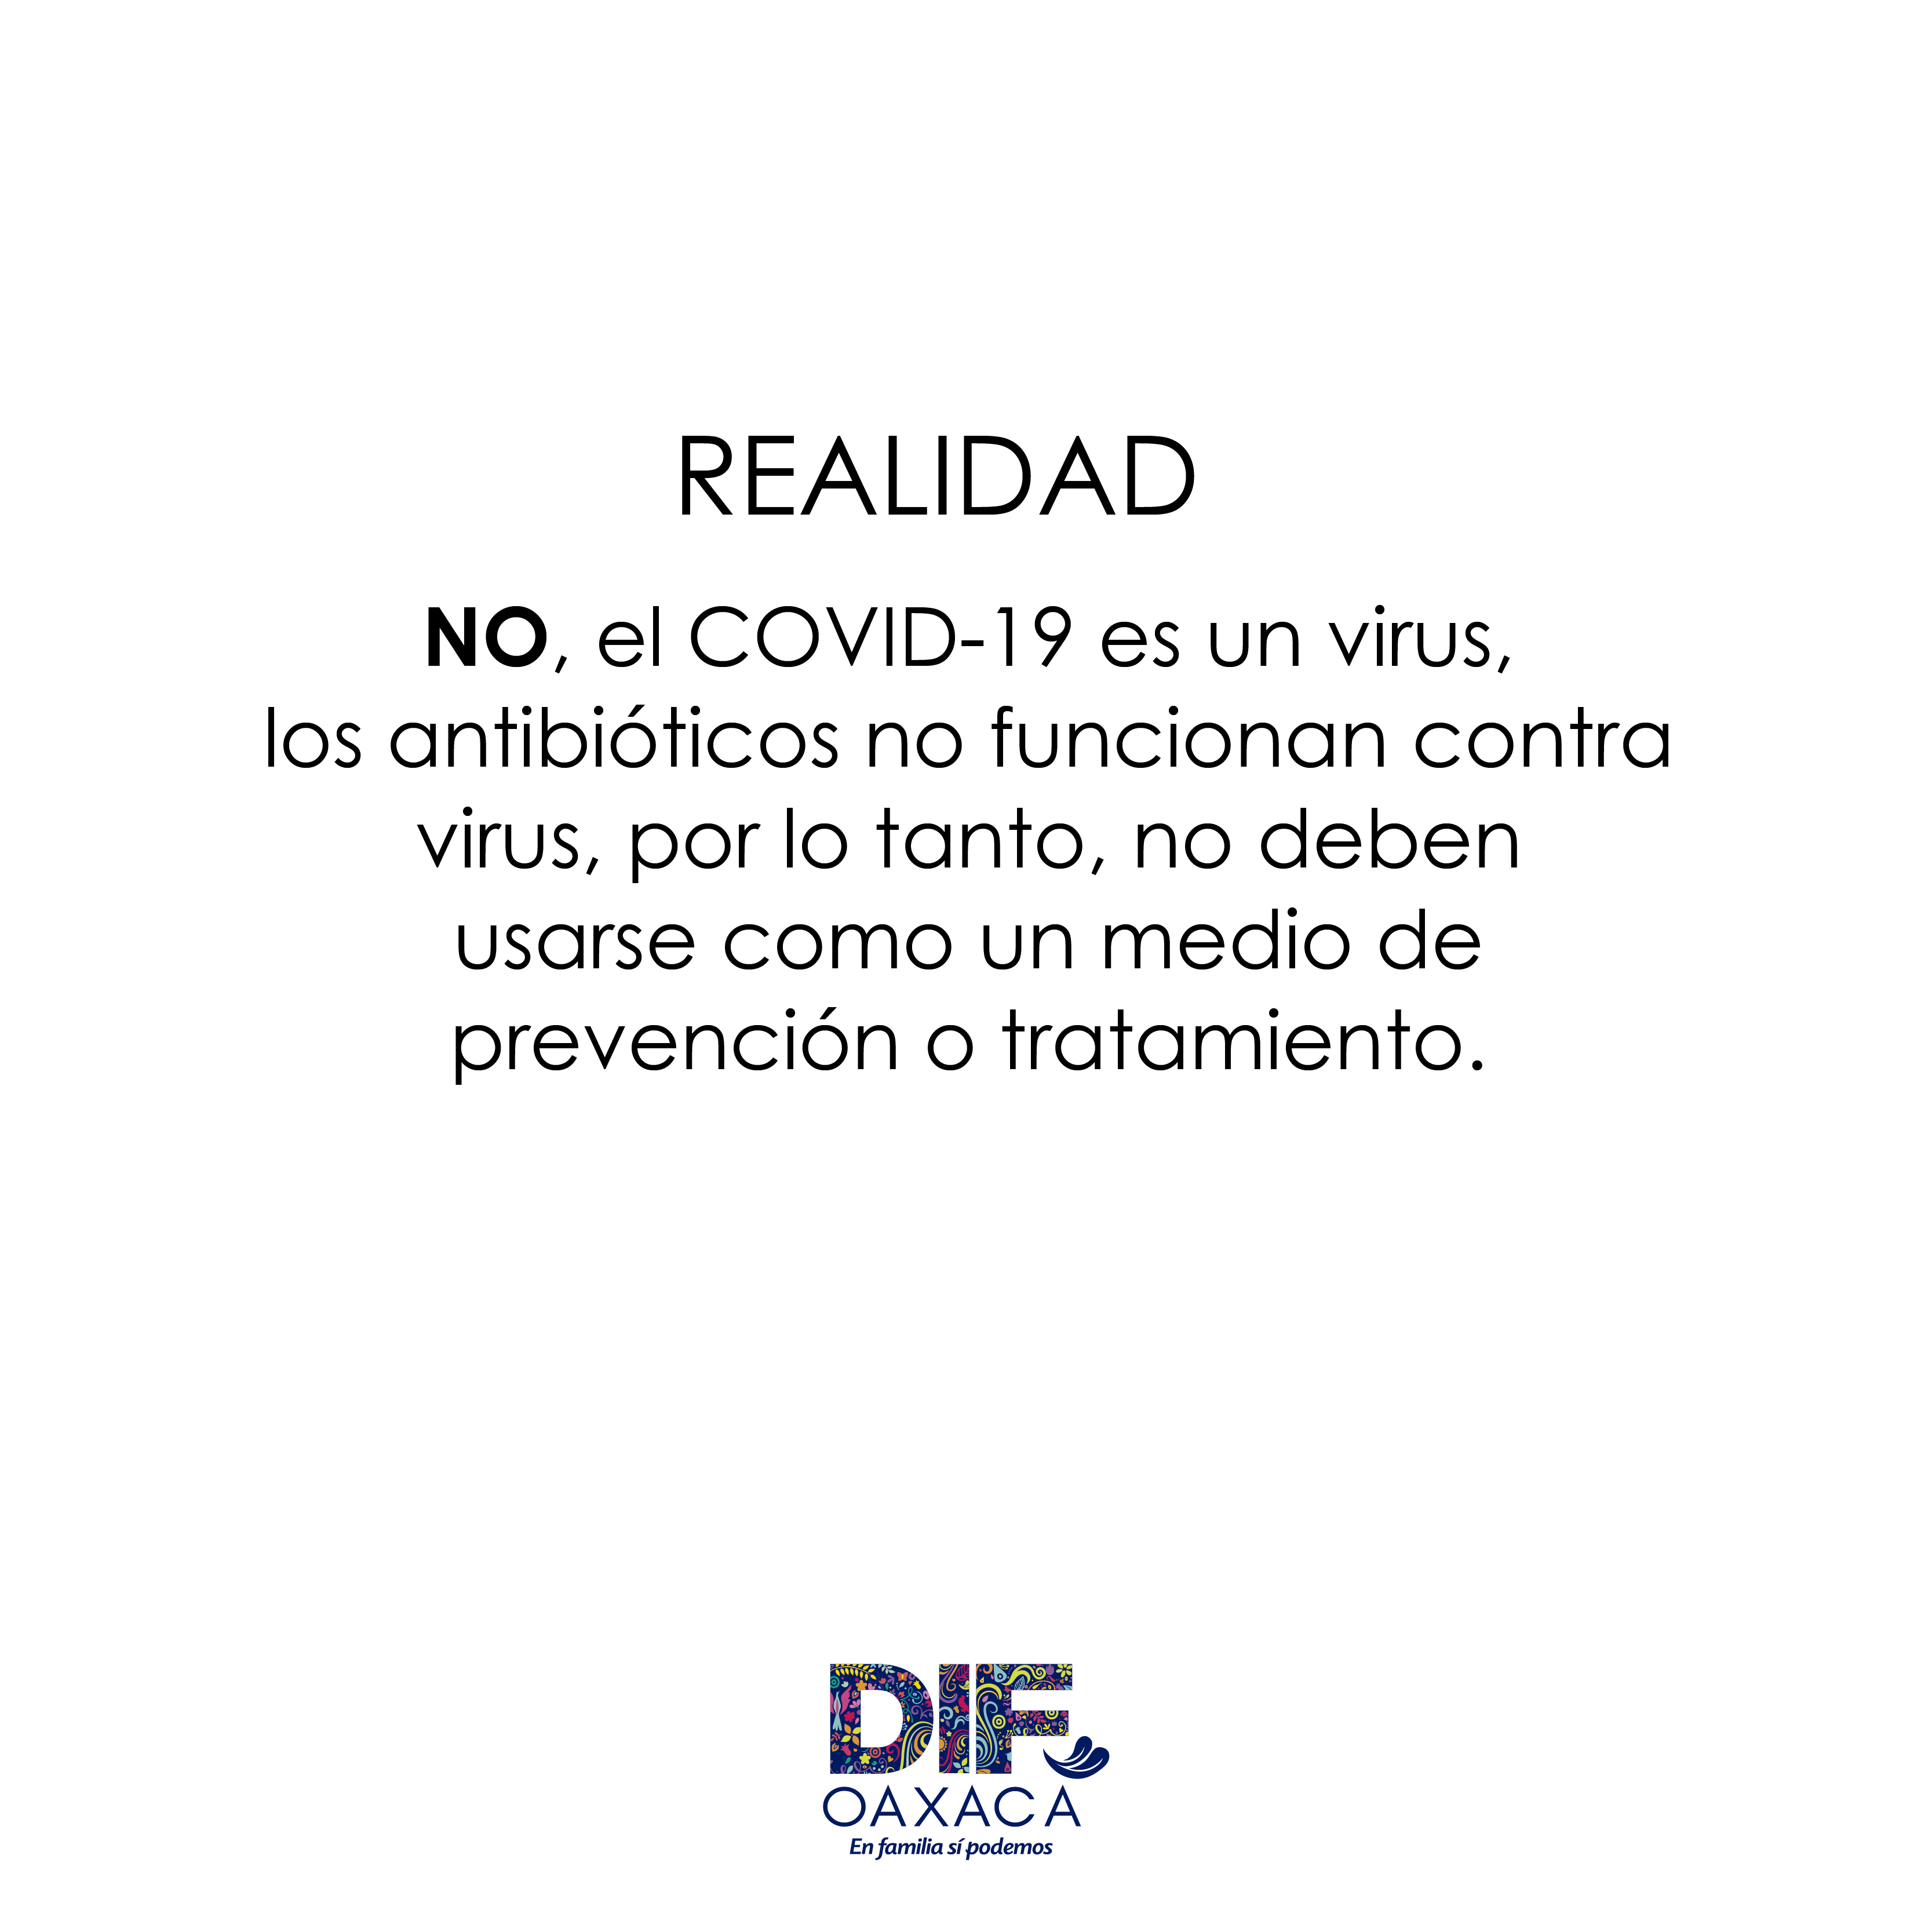 REALIDAD
NO, el COVID-19 es un virus,
los antibióticos no funcionan contra
virus, por lo tanto, no deben
usarse como un medio de
prevención o tratamiento.
DIF
OAXACA
En familia sí podemos